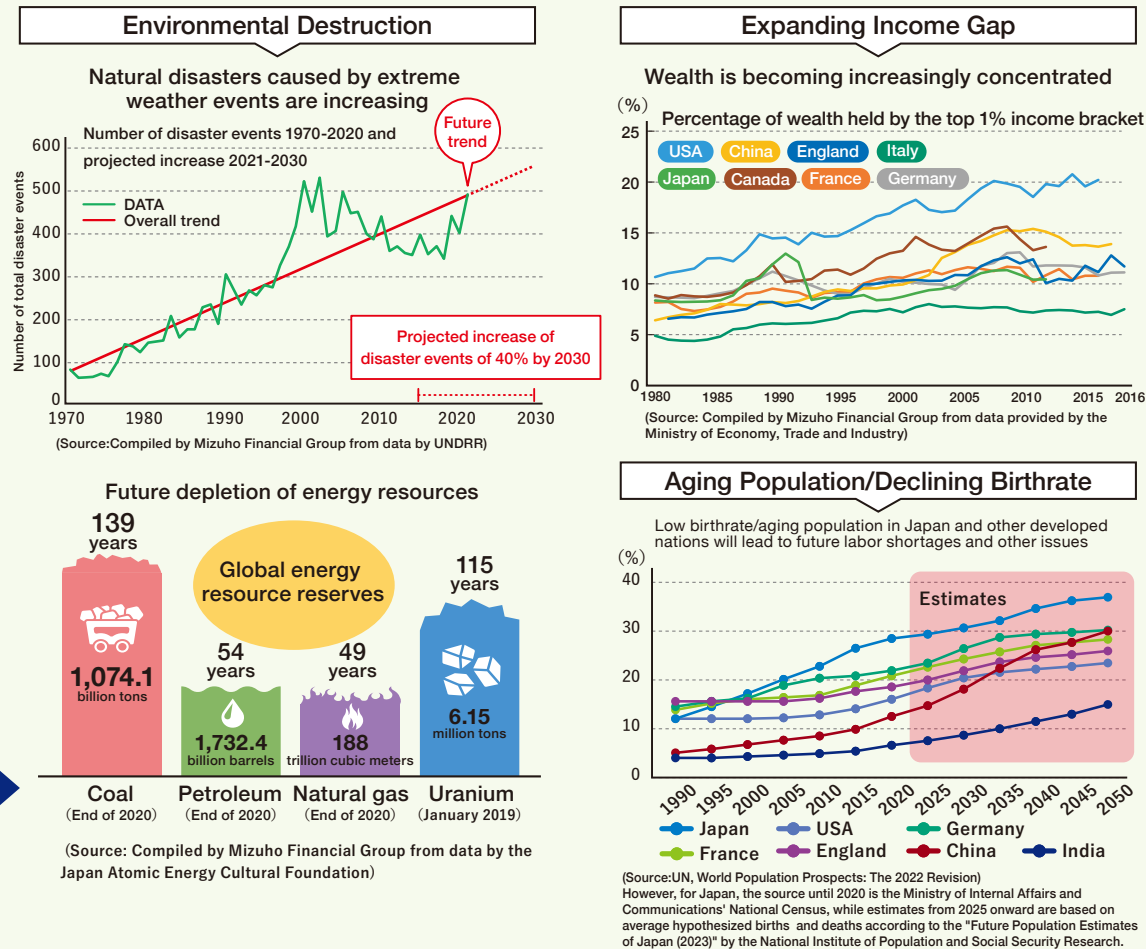 Environmental Destruction
Natural disasters caused by extreme
weather events are increasing
Number of disaster events 1970-2020 and
projected increase 2021-2030
Future
trend
DATA
Overall trend
Number of total disaster events
600
500
400
300
200
100
0
Projected increase of
disaster events of 40% by 2030
1970 1980 1990 2000 2010 2020 2030
(Source:Compiled by Mizuho Financial Group from data by UNDRR)
Future depletion of energy resources
Global energy
resource reserves
139
years
1,074.1
billion tons
54
years
1,732.4
billion barrels
49
years
188
trillion cubic meters
115
years
6.15
million tons
Coal Petroleum Natural gas Uranium
(End of 2020) (End of 2020) (End of 2020) (January 2019)
(Source: Compiled by Mizuho Financial Group from data by the
Japan Atomic Energy Cultural Foundation)
Expanding Income Gap
Wealth is becoming increasingly concentrated
(%)
Percentage of wealth held by the top 1% income bracket
USA China England Italy
Japan Canada France Germany
25
20
15
10
5
0
1980 1985 1990 1995 2005 2010 2016 2016
(Source: Compiled by Mizuho Financial Group from data provided by the
Ministry of Economy, Trade and Industry)
Aging Population/Declining Birthrate
Low birthrate/aging population in Japan and other developed
nations will lead to future labor shortages and other issues
(%)
Estimates
40
30
20
10
0
1990 1995 2000 2005 2010 2015 2020 2025 2030 2035 2040 2045 2050
Japan USA Germany
France England China India
(Source:UN, World Population Prospects: The 2022 Revision)
However, for Japan, the source until 2020 is the Ministry of Internal Affairs and
Communications' National Census, while estimates from 2025 onward are based on
average hypothesized births and deaths according to the "Future Population Estimates
of Japan (2023)" by the National Institute of Population and Social Security Research.